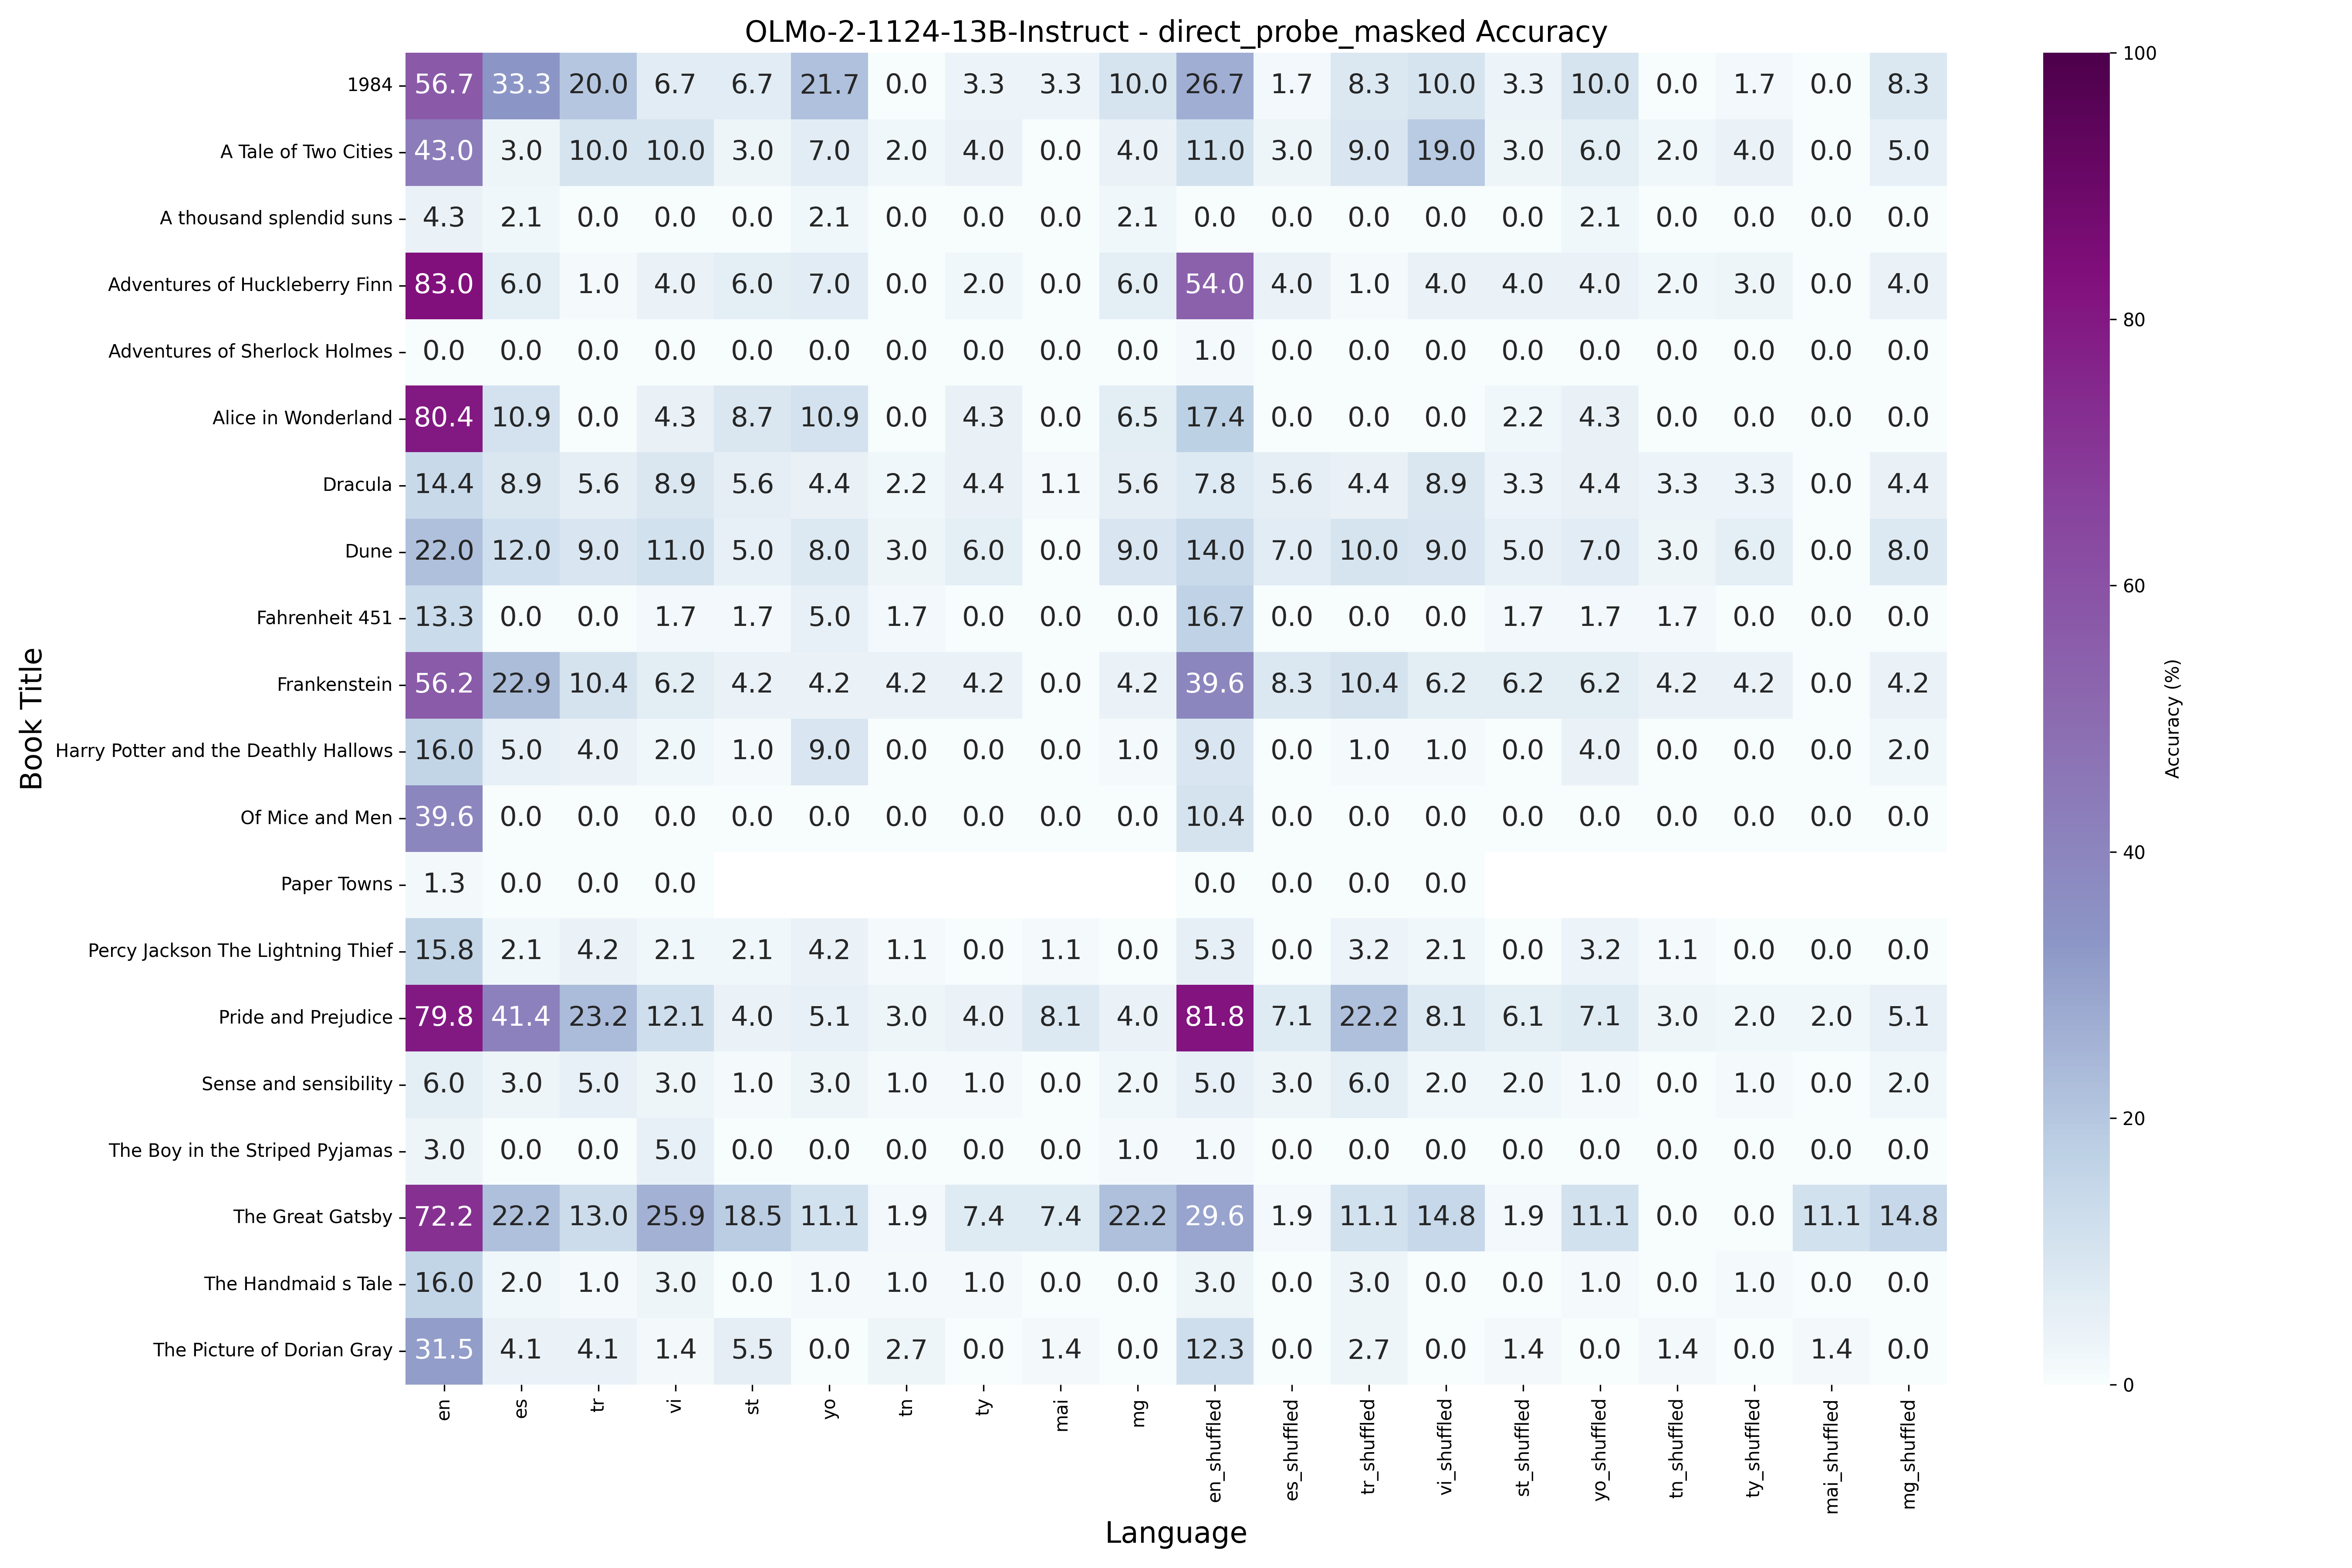 OLMo-2-1124-13B-Instruct - direct_probe_masked Accuracy
Book Title
1984 56.7 33.3 20.0 6.7 6.7 21.7 0.0 3.3 3.3 10.0 26.7 1.7 8.3 10.0 3.3 10.0 0.0 1.7 0.0 8.3
A Tale of Two Cities 43.0 3.0 10.0 10.0 3.0 7.0 2.0 4.0 0.0 4.0 11.0 3.0 9.0 19.0 3.0 6.0 2.0 4.0 0.0 5.0
A thousand splendid suns 4.3 2.1 0.0 0.0 0.0 2.1 0.0 0.0 0.0 2.1 0.0 0.0 0.0 0.0 0.0 2.1 0.0 0.0 0.0 0.0
Adventures of Huckleberry Finn 83.0 6.0 1.0 4.0 6.0 7.0 0.0 2.0 0.0 6.0 54.0 4.0 1.0 4.0 4.0 4.0 2.0 3.0 0.0 4.0
Adventures of Sherlock Holmes 0.0 0.0 0.0 0.0 0.0 0.0 0.0 0.0 0.0 0.0 1.0 0.0 0.0 0.0 0.0 0.0 0.0 0.0 0.0 0.0
Alice in Wonderland 80.4 10.9 0.0 4.3 8.7 10.9 0.0 4.3 0.0 6.5 17.4 0.0 0.0 0.0 2.2 4.3 0.0 0.0 0.0 0.0
Dracula 14.4 8.9 5.6 8.9 5.6 4.4 2.2 4.4 1.1 5.6 7.8 5.6 4.4 8.9 3.3 4.4 3.3 3.3 0.0 4.4
Dune 22.0 12.0 9.0 11.0 5.0 8.0 3.0 6.0 0.0 9.0 14.0 7.0 10.0 9.0 5.0 7.0 3.0 6.0 0.0 8.0
Fahrenheit 451 13.3 0.0 0.0 1.7 1.7 5.0 1.7 0.0 0.0 0.0 16.7 0.0 0.0 0.0 1.7 1.7 1.7 0.0 0.0 0.0
Frankenstein 56.2 22.9 10.4 6.2 4.2 4.2 4.2 4.2 0.0 4.2 39.6 8.3 10.4 6.2 6.2 6.2 4.2 4.2 0.0 4.2
Harry Potter and the Deathly Hallows 16.0 5.0 4.0 2.0 1.0 9.0 0.0 0.0 0.0 1.0 9.0 0.0 1.0 1.0 0.0 4.0 0.0 0.0 0.0 2.0
Of Mice and Men 39.6 0.0 0.0 0.0 0.0 0.0 0.0 0.0 0.0 0.0 10.4 0.0 0.0 0.0 0.0 0.0 0.0 0.0 0.0 0.0
Paper Towns 1.3 0.0 0.0 0.0 0.0 0.0 0.0 0.0
Percy Jackson The Lightning Thief 15.8 2.1 4.2 2.1 2.1 4.2 1.1 0.0 1.1 0.0 5.3 0.0 3.2 2.1 0.0 3.2 1.1 0.0 0.0 0.0
Pride and Prejudice 79.8 41.4 23.2 12.1 4.0 5.1 3.0 4.0 8.1 4.0 81.8 7.1 22.2 8.1 6.1 7.1 3.0 2.0 2.0 5.1
Sense and sensibility 6.0 3.0 5.0 3.0 1.0 3.0 1.0 1.0 0.0 2.0 5.0 3.0 6.0 2.0 2.0 1.0 0.0 1.0 0.0 2.0
The Boy in the Striped Pyjamas 3.0 0.0 0.0 5.0 0.0 0.0 0.0 0.0 0.0 1.0 1.0 0.0 0.0 0.0 0.0 0.0 0.0 0.0 0.0 0.0
The Great Gatsby 72.2 22.2 13.0 25.9 18.5 11.1 1.9 7.4 7.4 22.2 29.6 1.9 11.1 14.8 1.9 11.1 0.0 0.0 11.1 14.8
The Handmaid s Tale 16.0 2.0 1.0 3.0 0.0 1.0 1.0 1.0 0.0 0.0 3.0 0.0 3.0 0.0 0.0 1.0 0.0 1.0 0.0 0.0
The Picture of Dorian Gray 31.5 4.1 4.1 1.4 5.5 0.0 2.7 0.0 1.4 0.0 12.3 0.0 2.7 0.0 1.4 0.0 1.4 0.0 1.4 0.0
en es tr vi st yo tn ty mai mg en_shuffled es_shuffled tr_shuffled vi_shuffled st_shuffled yo_shuffled tn_shuffled ty_shuffled mai_shuffled mg_shuffled
Language
100
80
60
40
20
0
Accuracy (%)